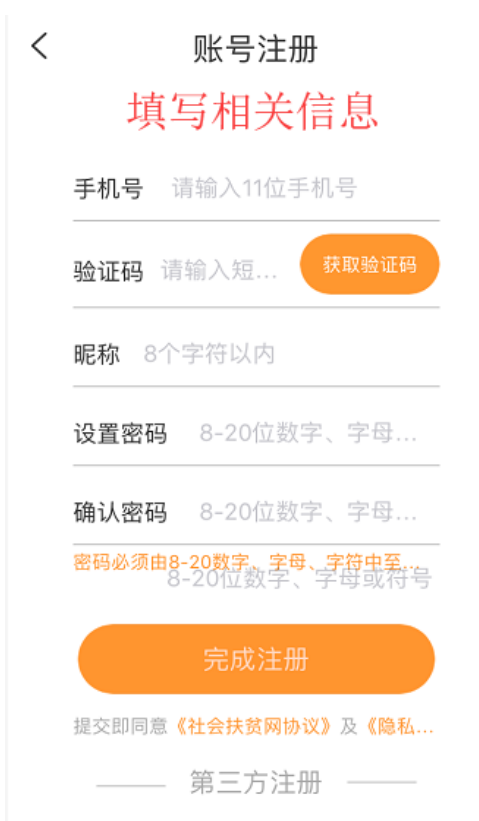 账号注册
填写相关信息
手机号 请输入11位手机号
验证码 请输入短... 获取验证码
昵称 8个字符以内
设置密码 8-20位数字、字母...
确认密码 8-20位数字、字母...
密码必须由8-20数字、字母、字符中至...
8-20位数字、字母或符号
完成注册
提交即同意《社会扶贫网协议》及《隐私...
第三方注册